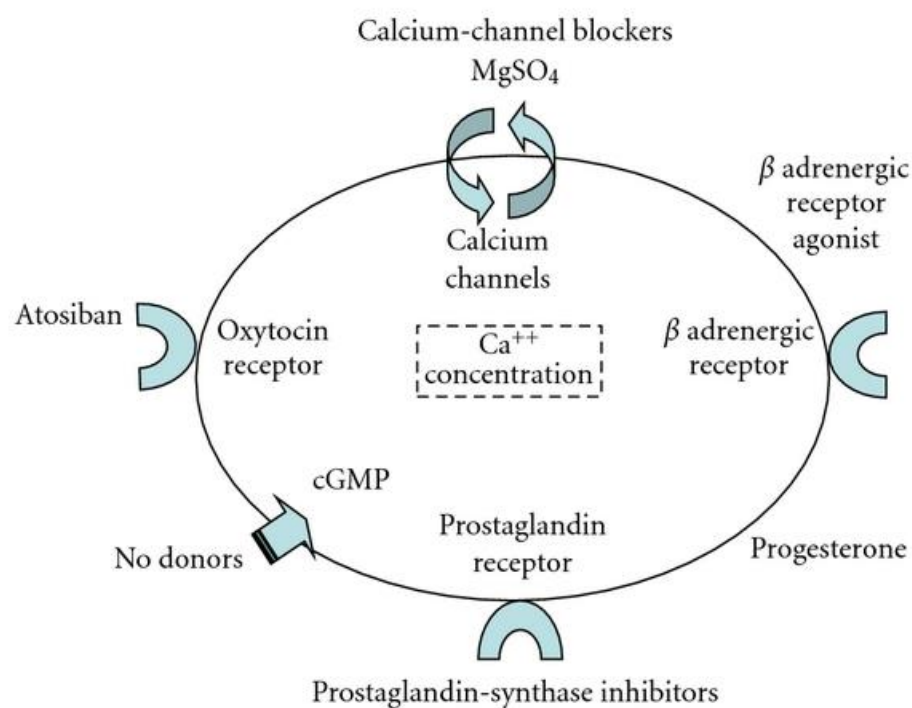 Calcium-channel blockers
MgSO₄
β adrenergic
receptor
agonist
Calcium
channels
Atosiban
Oxytocin
receptor
Ca⁺⁺
concentration
β adrenergic
receptor
cGMP
No donors
Prostaglandin
receptor
Progesterone
Prostaglandin-synthase inhibitors